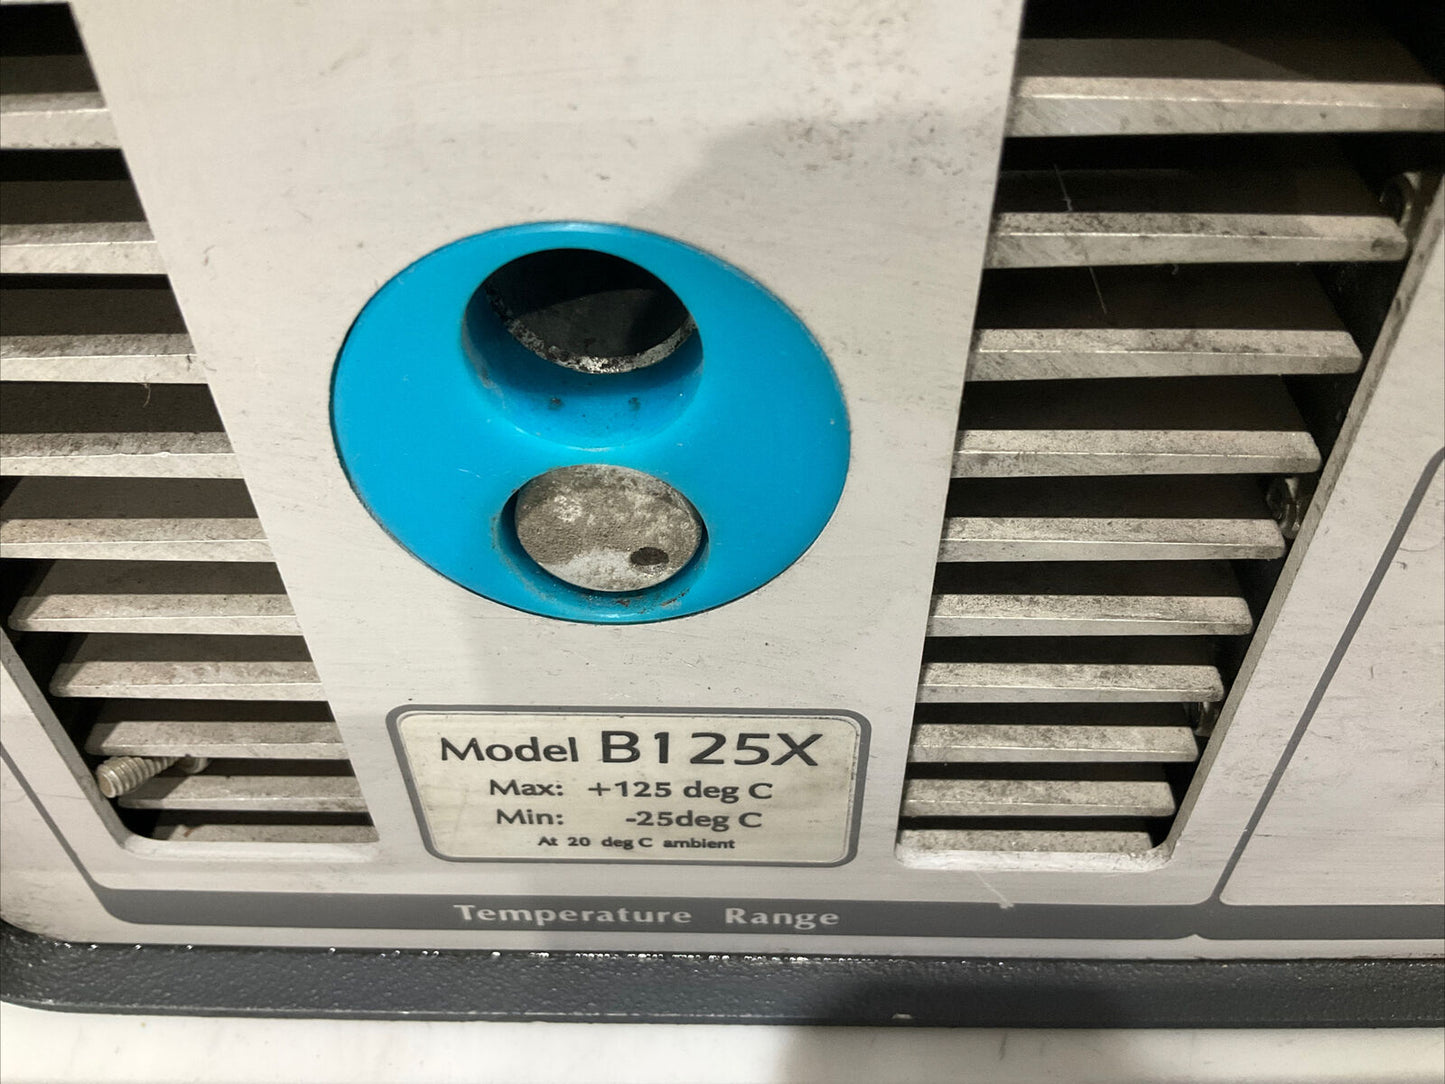 Model B125X
Max: +125 deg C
Min: -25deg C
At 20 deg C ambient
Temperature Range